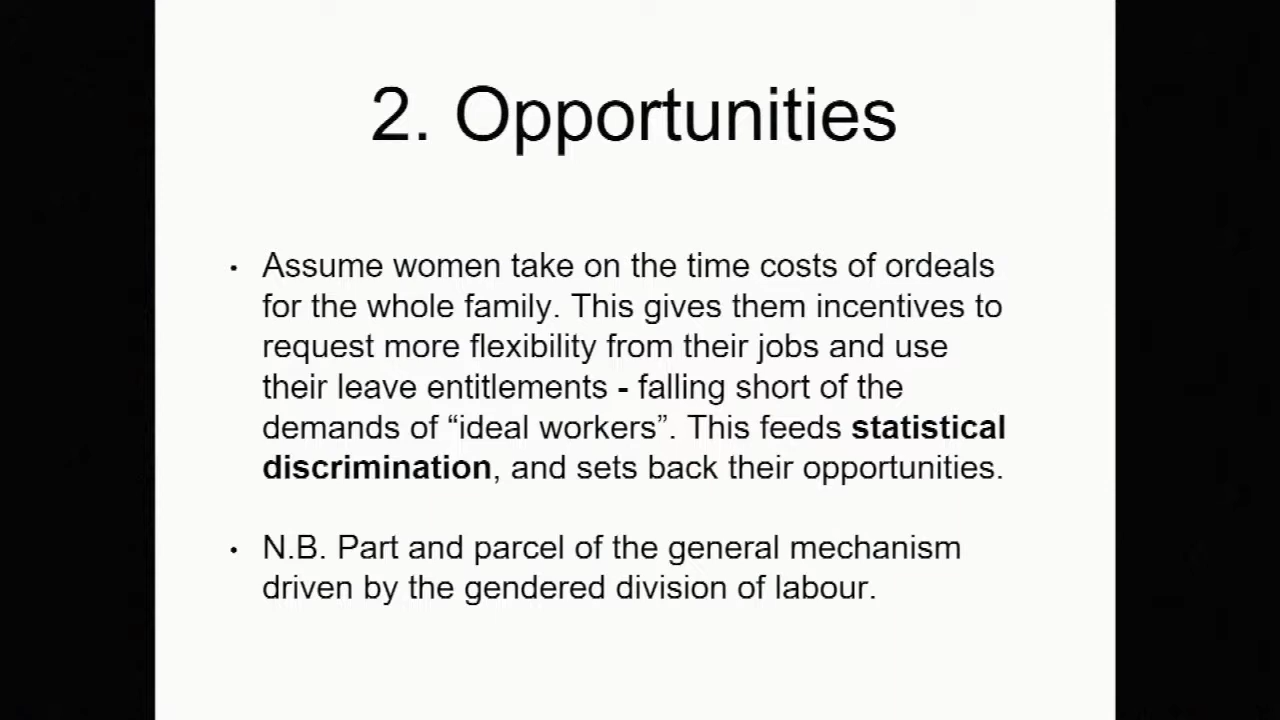 2. Opportunities
• Assume women take on the time costs of ordeals
for the whole family. This gives them incentives to
request more flexibility from their jobs and use
their leave entitlements - falling short of the
demands of “ideal workers”. This feeds statistical
discrimination, and sets back their opportunities.
• N.B. Part and parcel of the general mechanism
driven by the gendered division of labour.